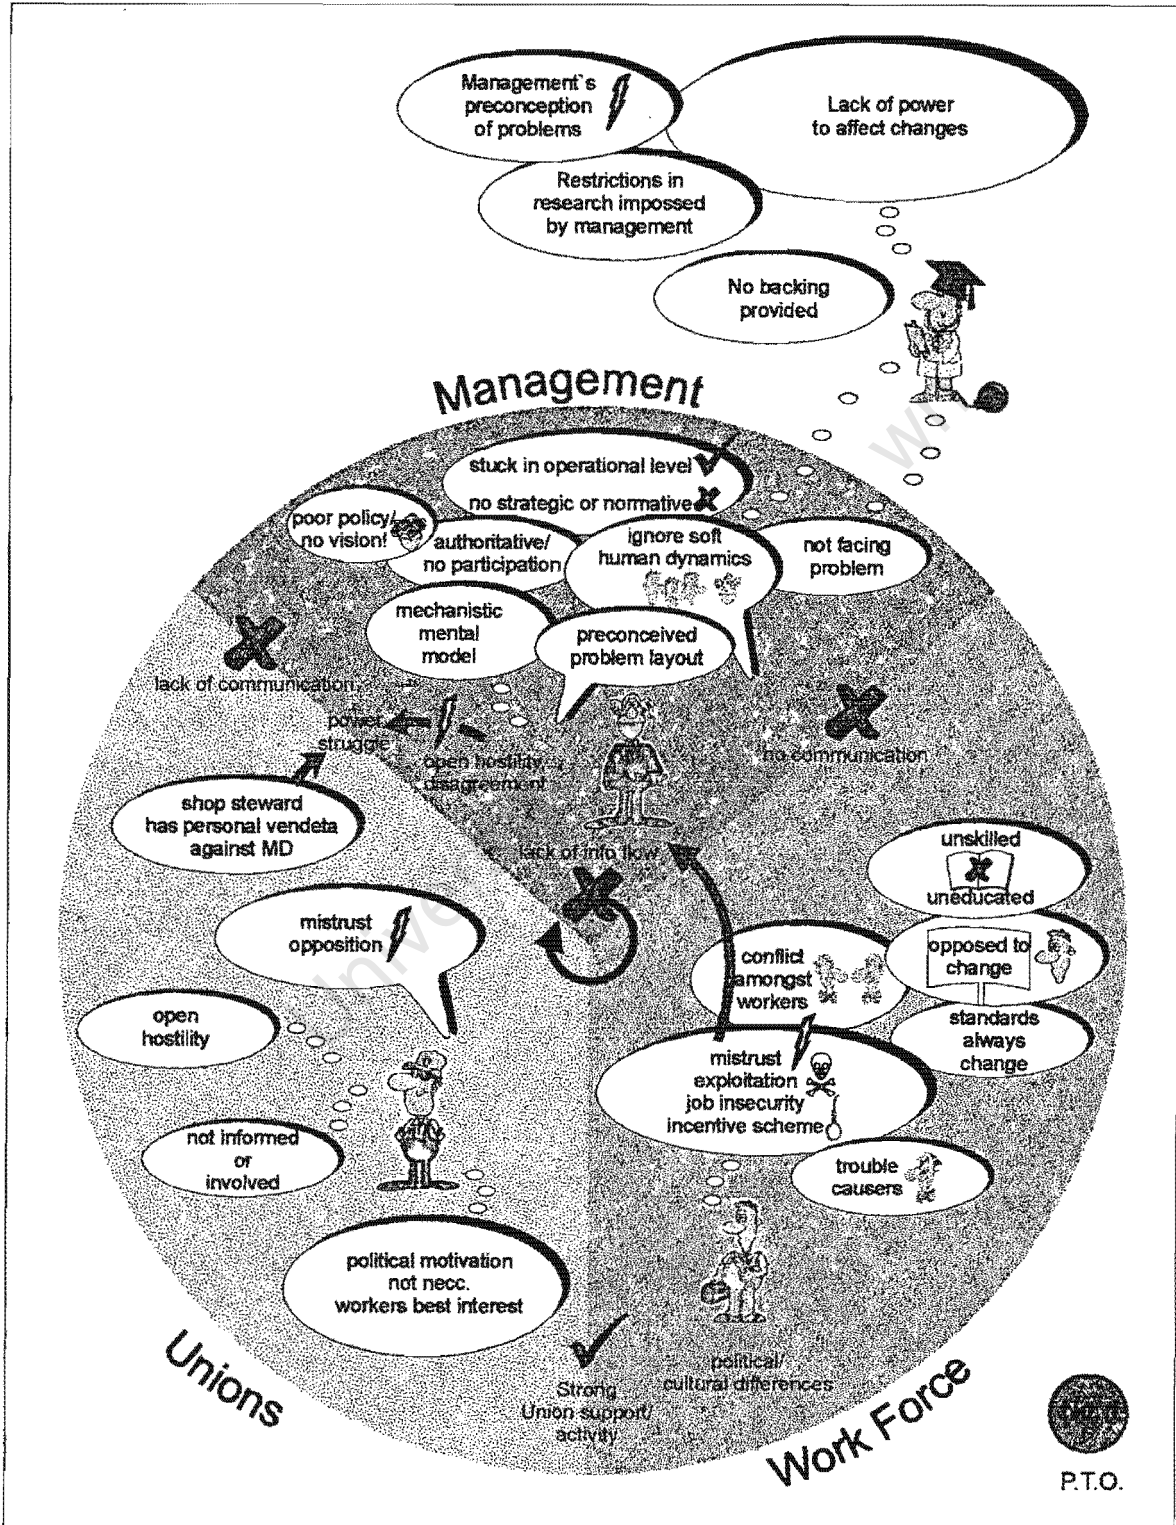 Management`s
preconception
of problems
Lack of power
to affect changes
Restrictions in
research impossed
by management
No backing
provided
Management
stuck in operational level
no strategic or normative
poor policy/
no vision!
authoritative/
no participation
ignore soft
human dynamics
not facing
problem
mechanistic
mental
model
preconceived
problem layout
lack of communication
power
struggle
open hostility
disagreement
no communication
shop steward
has personal vendeta
against MD
lack of info flow
unskilled
uneducated
mistrust
opposition
conflict
amongst
workers
opposed to
change
open
hostility
standards
always
change
mistrust
exploitation
job insecurity
incentive scheme
not informed
or
involved
trouble
causers
political motivation
not necc.
workers best interest
Unions
Strong
Union support/
activity
political/
cultural differences
Work Force
P.T.O.